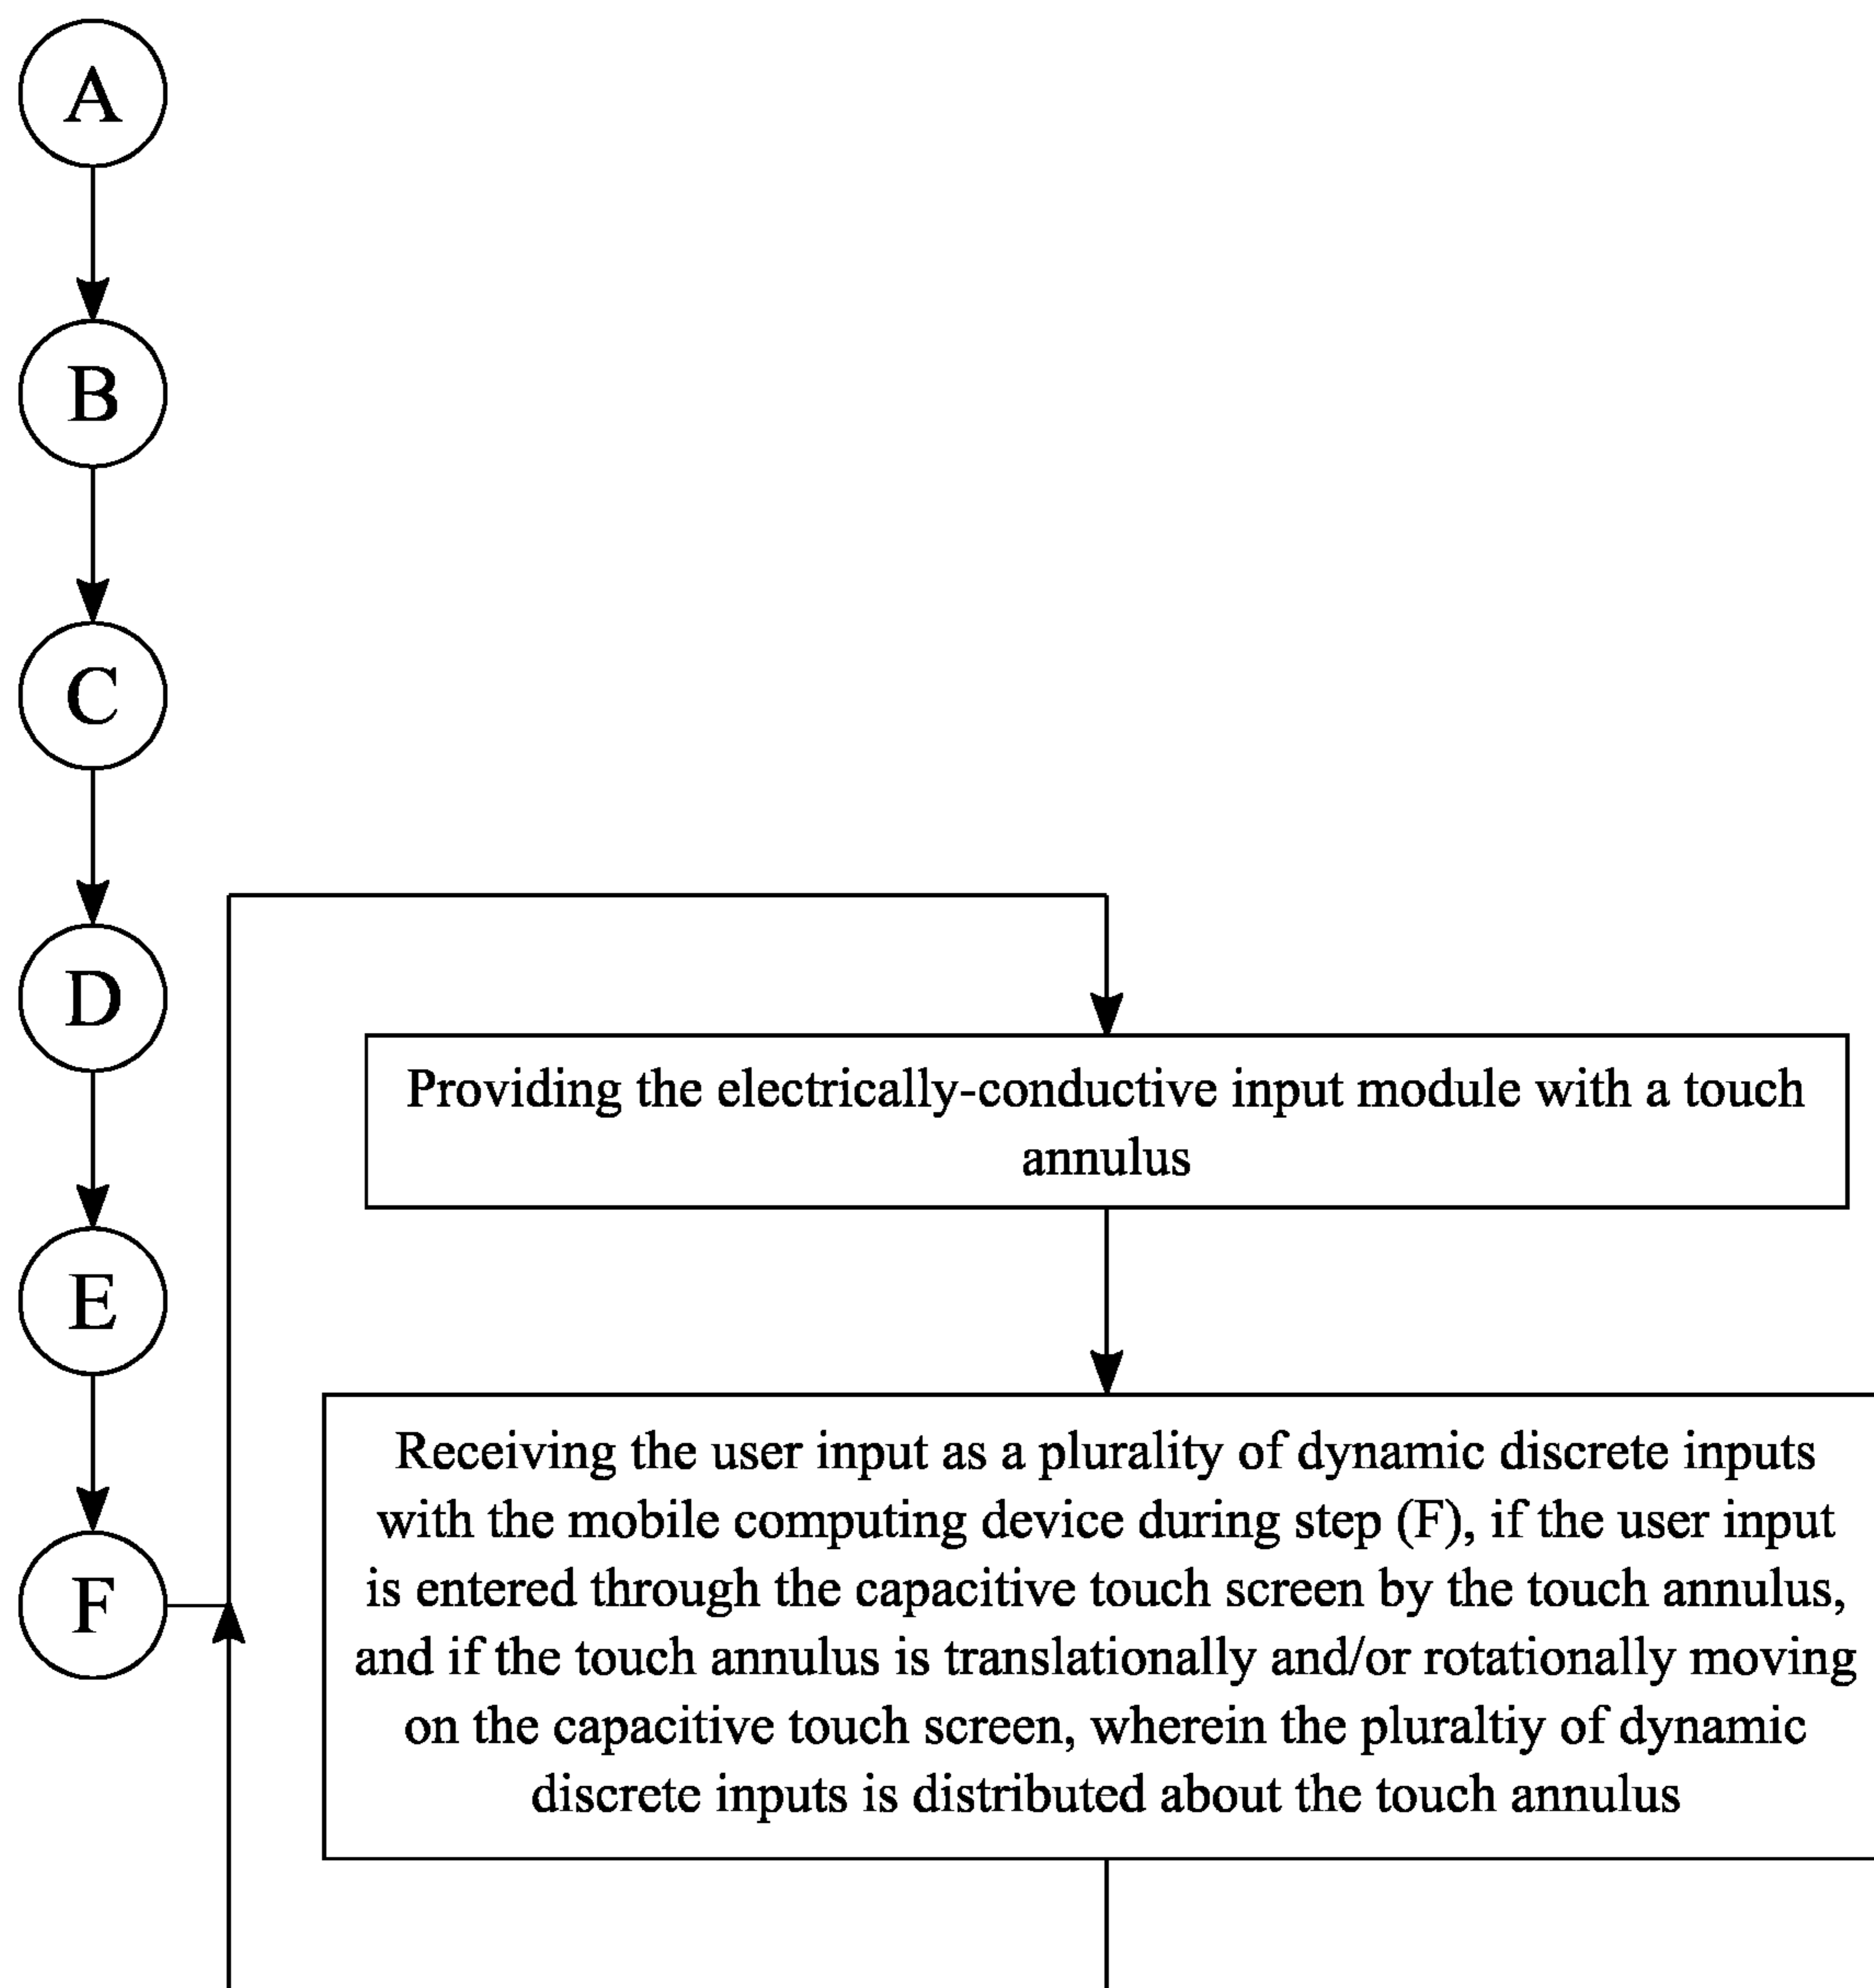 A
B
C
D
E
F
Providing the electrically-conductive input module with a touch
annulus
Receiving the user input as a plurality of dynamic discrete inputs
with the mobile computing device during step (F), if the user input
is entered through the capacitive touch screen by the touch annulus,
and if the touch annulus is translationally and/or rotationally moving
on the capacitive touch screen, wherein the pluraltiy of dynamic
discrete inputs is distributed about the touch annulus